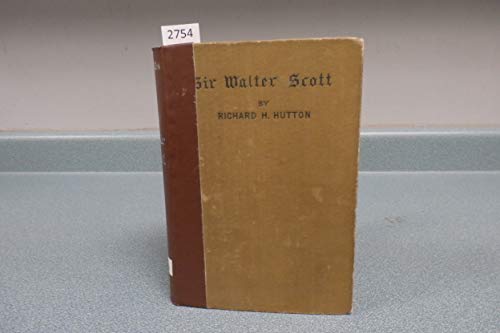 2754
Sir Walter Scott
BY
RICHARD H. HUTTON